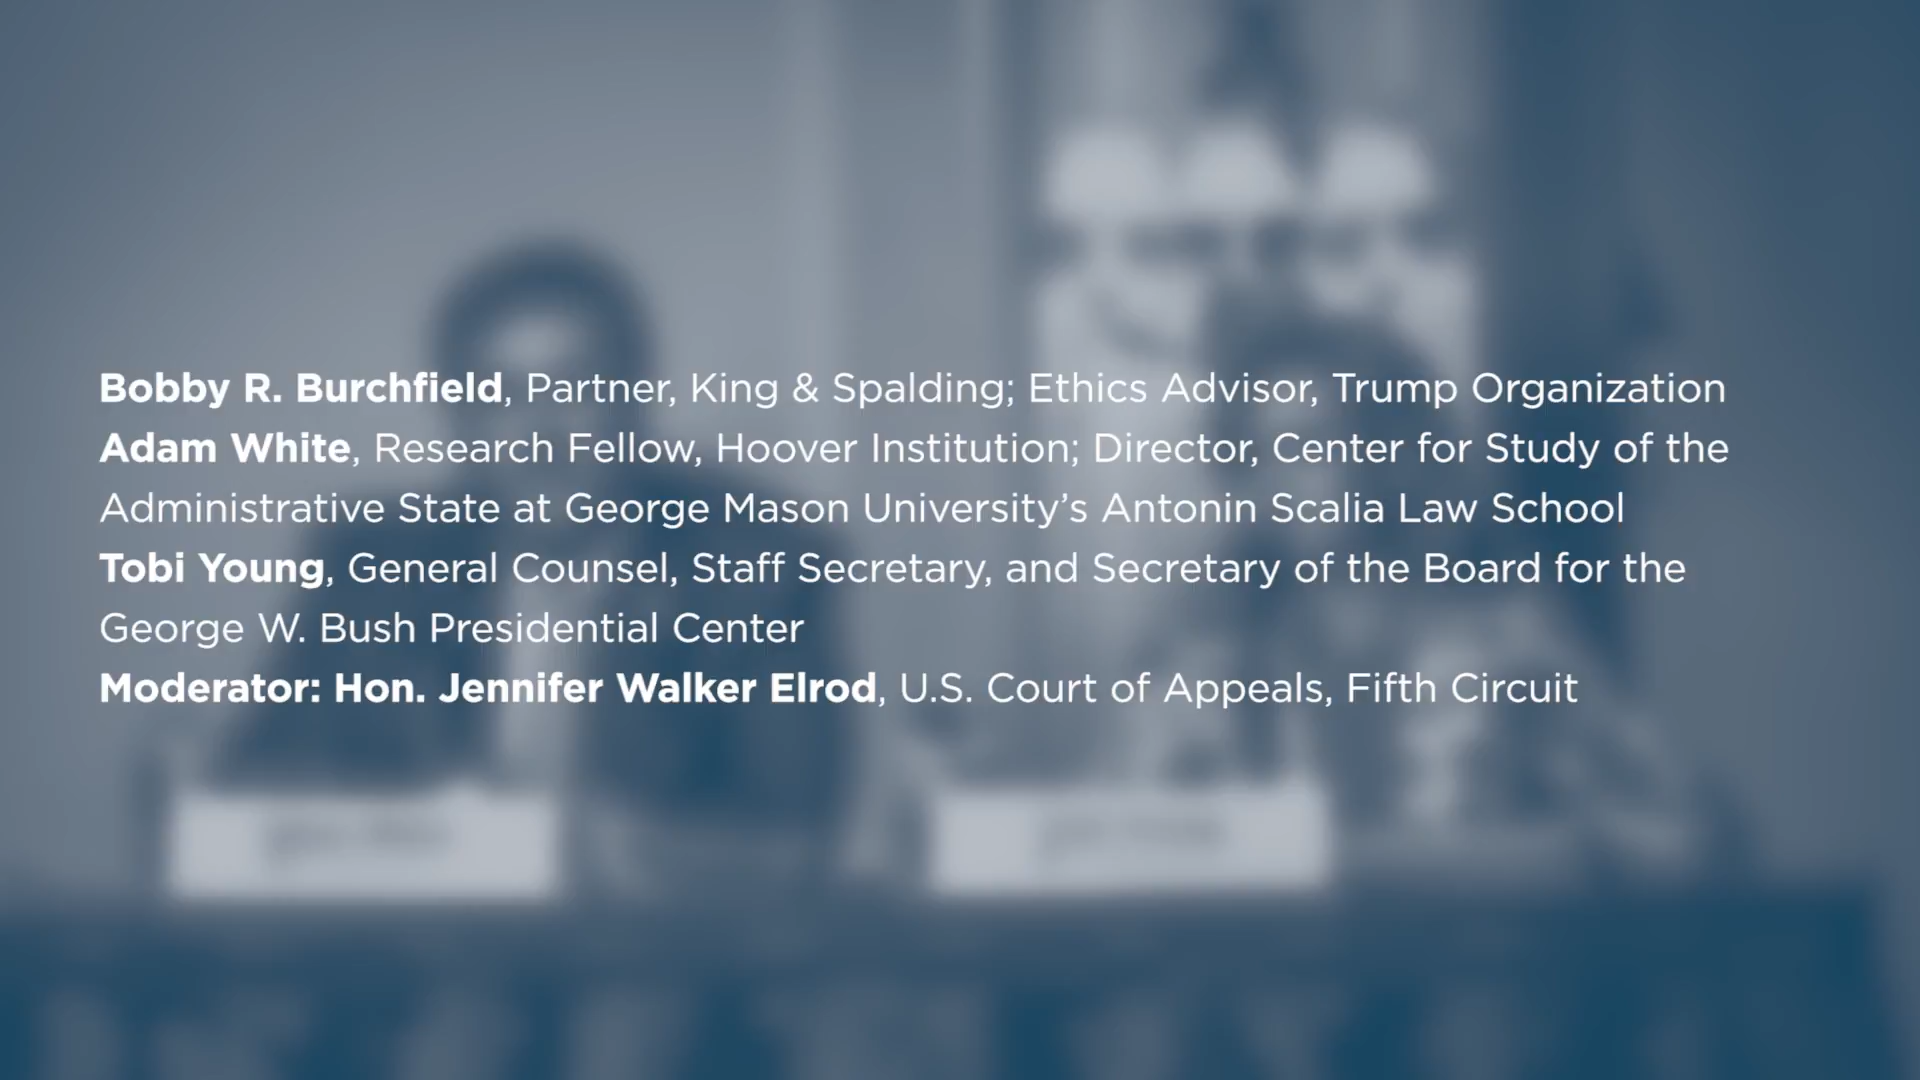 Bobby R. Burchfield, Partner, King & Spalding; Ethics Advisor, Trump Organization
Adam White, Research Fellow, Hoover Institution; Director, Center for Study of the
Administrative State at George Mason University’s Antonin Scalia Law School
Tobi Young, General Counsel, Staff Secretary, and Secretary of the Board for the
George W. Bush Presidential Center
Moderator: Hon. Jennifer Walker Elrod, U.S. Court of Appeals, Fifth Circuit